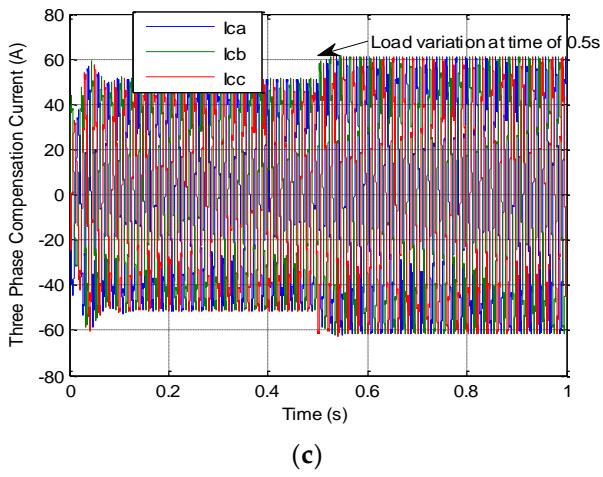 80
60
40
20
0
-20
-40
-60
-80
Three Phase Compensation Current (A)
Ica
Icb
Icc
Load variation at time of 0.5s
0
0.2
0.4
0.6
0.8
1
Time (s)
(c)